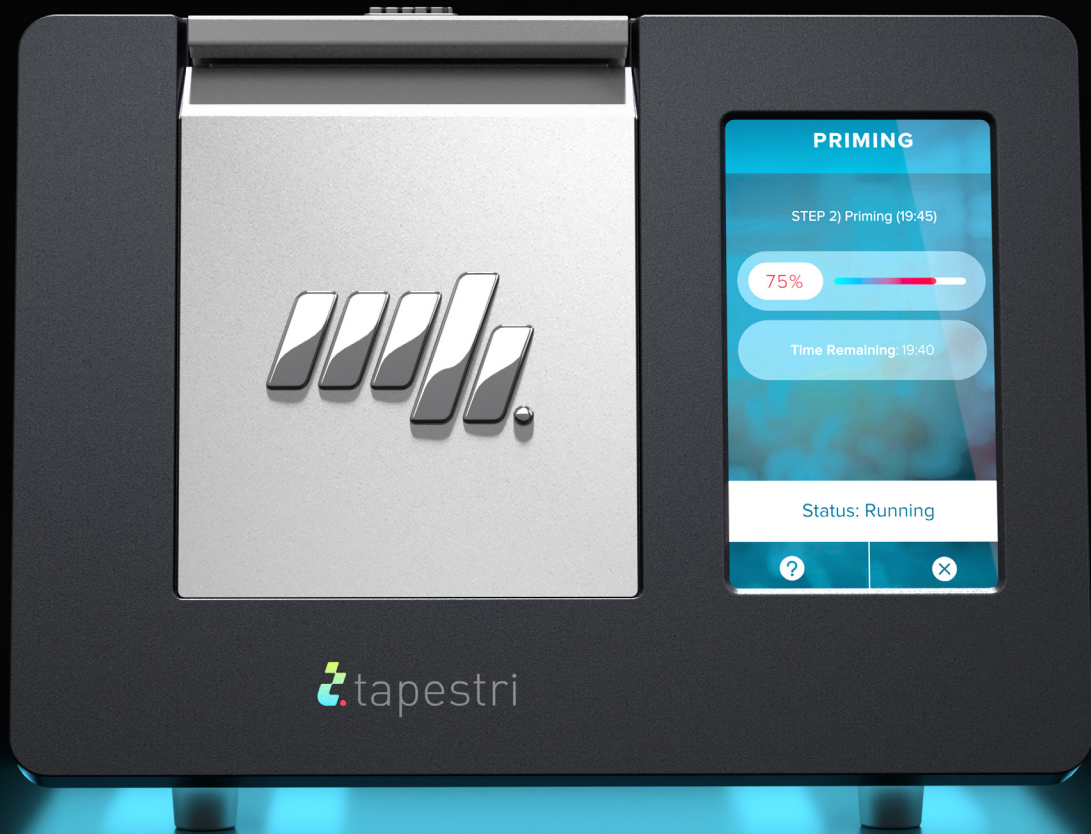 PRIMING
STEP 2) Priming (19:45)
75%
Time Remaining: 19:40
Status: Running
?
tapestri